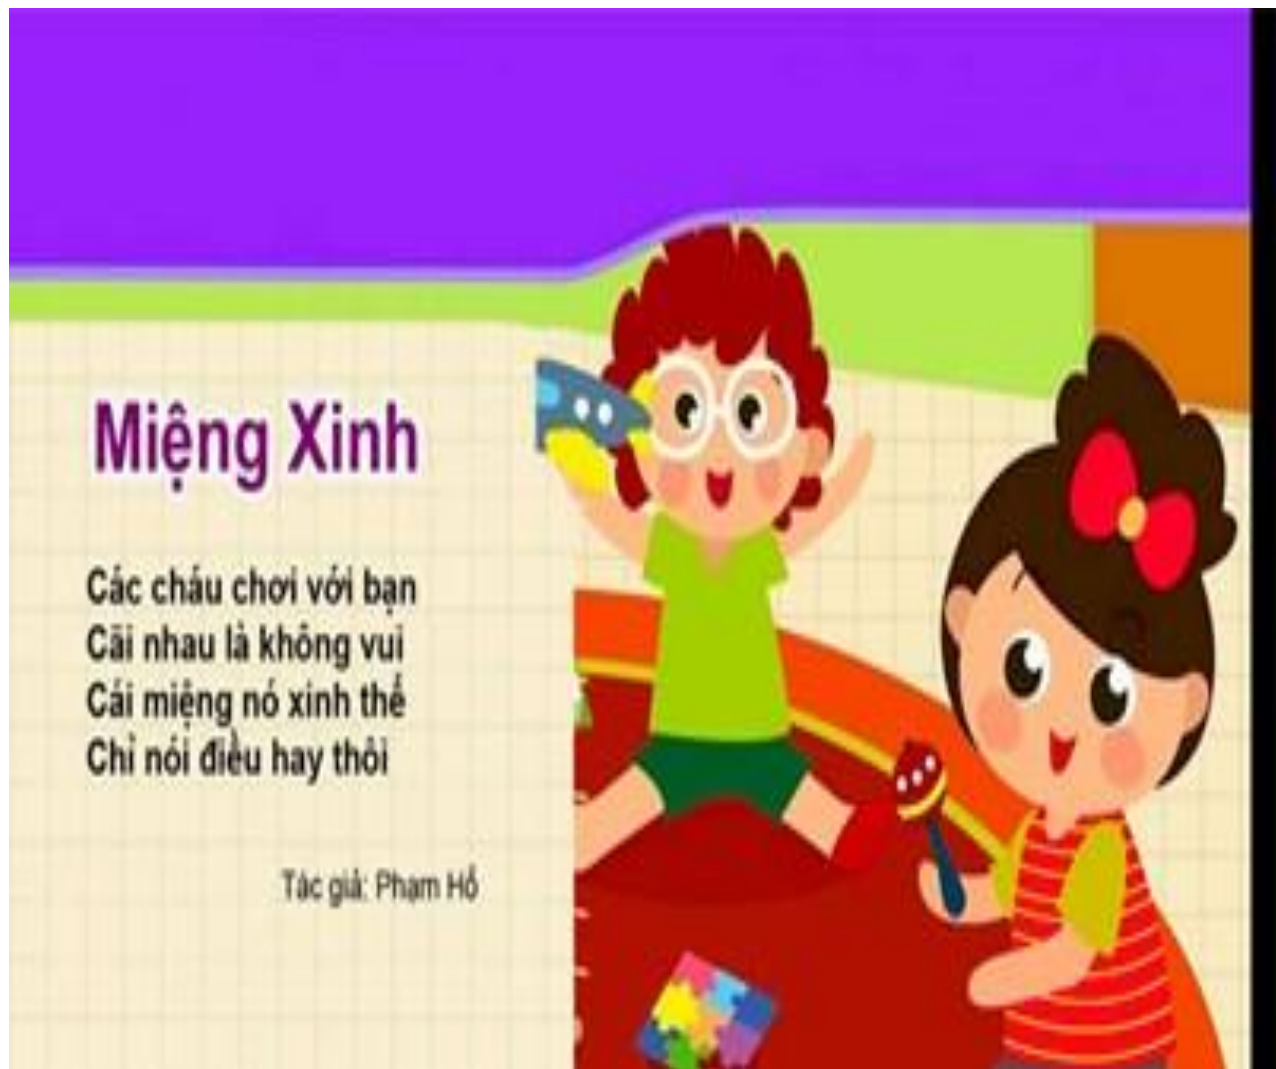 Miệng Xinh
Các cháu chơi với bạn
Cãi nhau là không vui
Cái miệng nó xinh thế
Chỉ nói điều hay thôi
Tác giả: Phạm Hổ